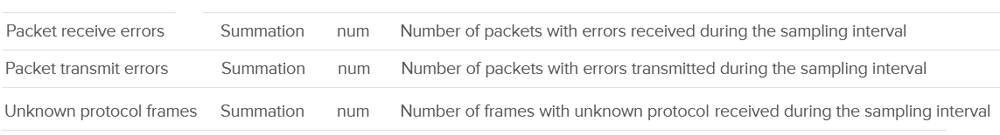 Packet receive errors Summation num Number of packets with errors received during the sampling interval
Packet transmit errors Summation num Number of packets with errors transmitted during the sampling interval
Unknown protocol frames Summation num Number of frames with unknown protocol received during the sampling interval